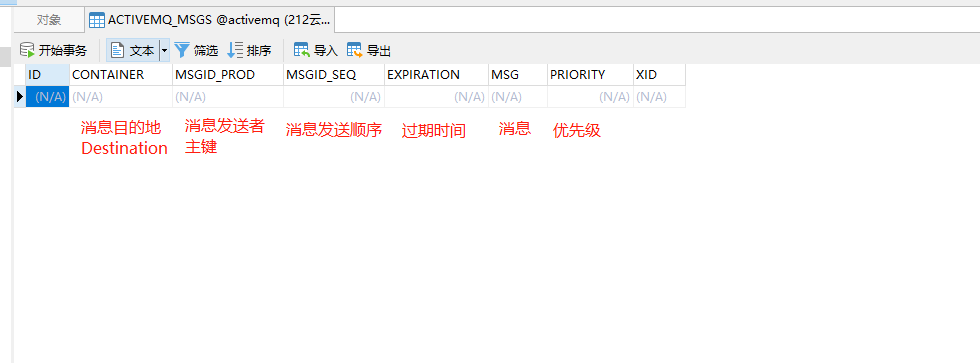 对象 ACTIVEMQ_MSGS @activemq (212云...
开始事务 文本 筛选 排序 导入 导出
ID CONTAINER MSGID_PROD MSGID_SEQ EXPIRATION MSG PRIORITY XID
(N/A) (N/A) (N/A) (N/A) (N/A) (N/A) (N/A) (N/A)
消息目的地 消息发送者 消息发送顺序 过期时间 消息 优先级
Destination 主键